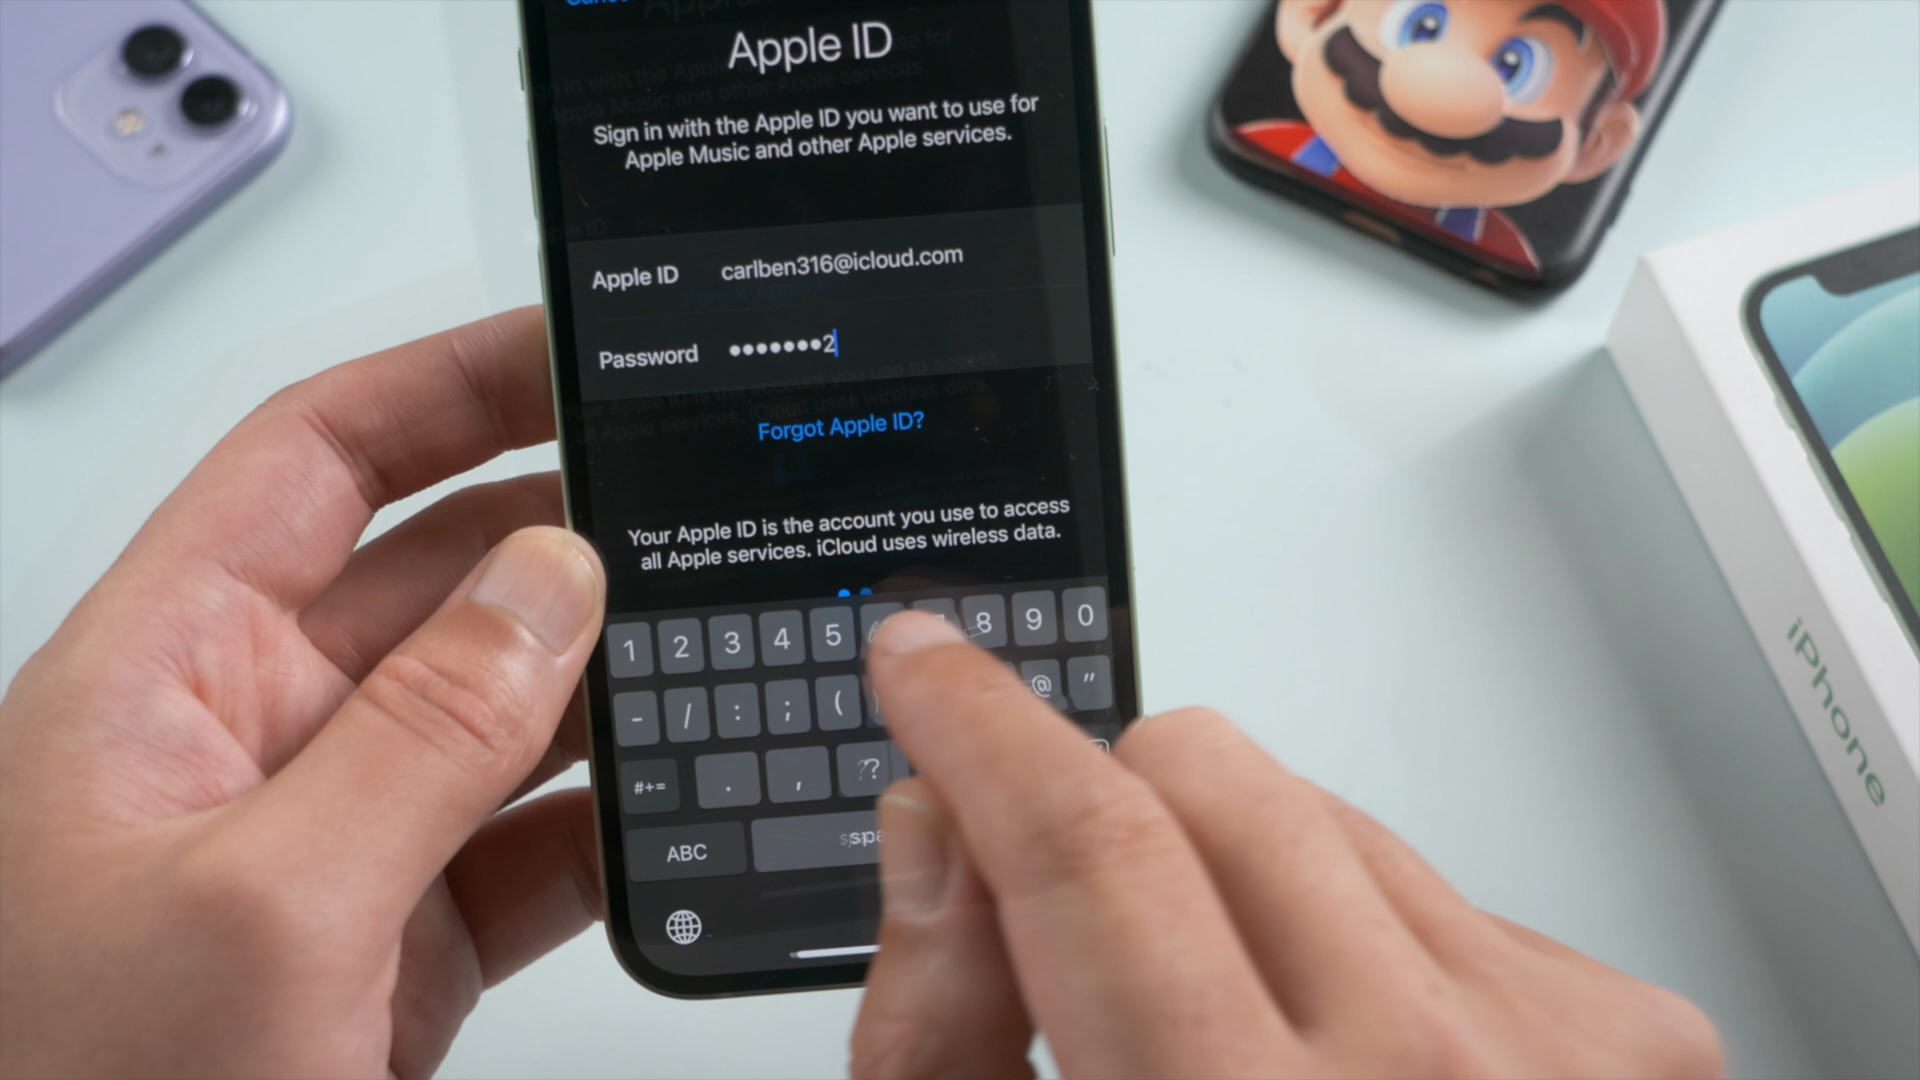 Apple ID
Sign in with the Apple ID you want to use for
Apple Music and other Apple services.
Apple ID carlben316@icloud.com
Password •••••••2
Forgot Apple ID?
Your Apple ID is the account you use to access
all Apple services. iCloud uses wireless data.
1 2 3 4 5 8 9 0
- / : ; ( @ "
#+= . , ?
ABC
iPhone